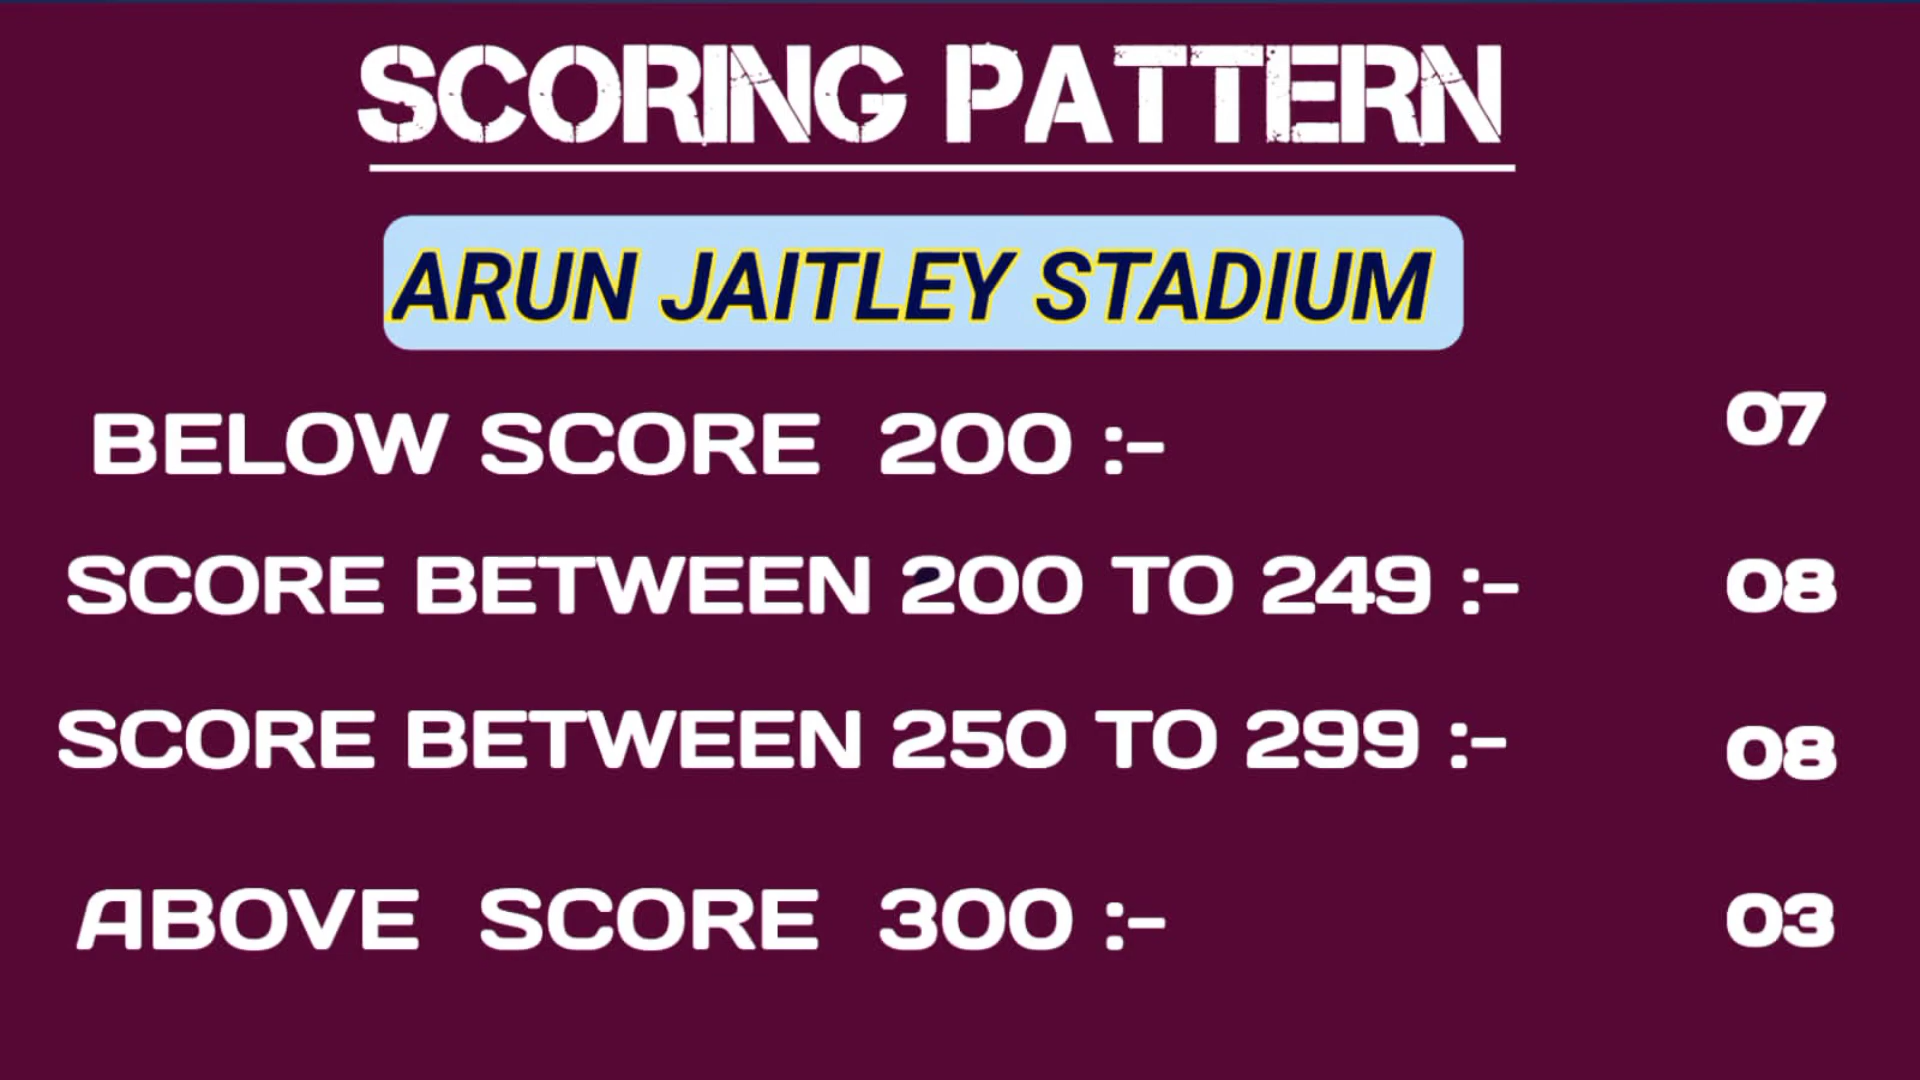 SCORING PATTERN
ARUN JAITLEY STADIUM
BELOW SCORE 200 :- 07
SCORE BETWEEN 200 TO 249 :- 08
SCORE BETWEEN 250 TO 299 :- 08
ABOVE SCORE 300 :- 03